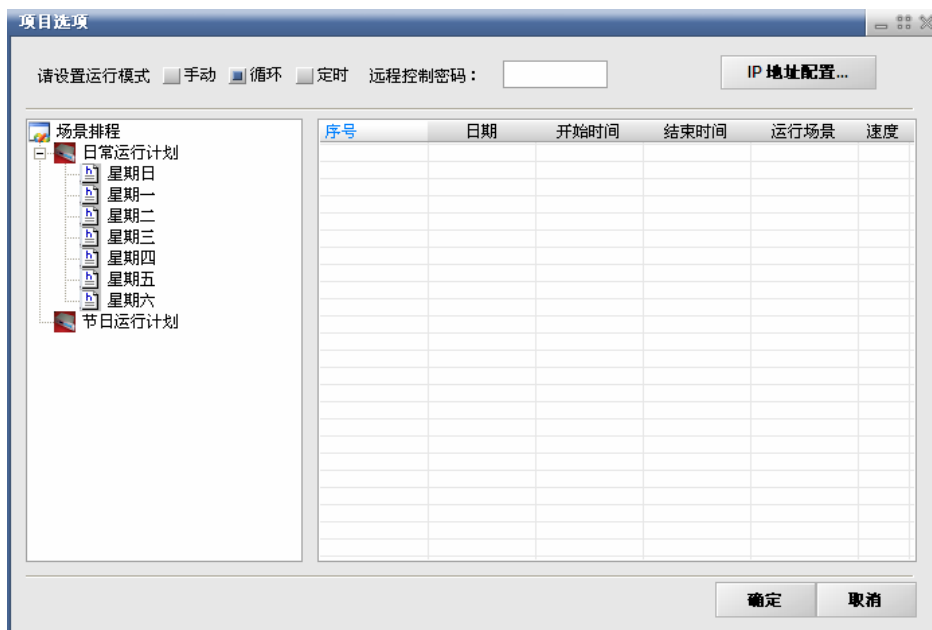 项目选项
请设置运行模式 手动 循环 定时 远程控制密码： IP 地址配置...
场景排程
日常运行计划
星期日
星期一
星期二
星期三
星期四
星期五
星期六
节日运行计划
序号 日期 开始时间 结束时间 运行场景 速度
确定 取消